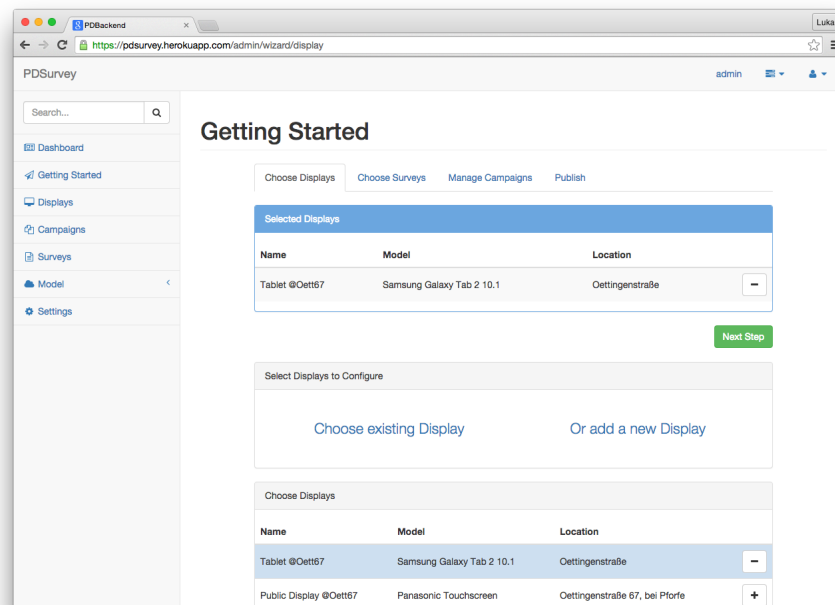 PDBackend
Luka
https://pdsurvey.herokuapp.com/admin/wizard/display
PDSurvey
admin
Search...
Dashboard
Getting Started
Displays
Campaigns
Surveys
Model
Settings
Getting Started
Choose Displays Choose Surveys Manage Campaigns Publish
Selected Displays
Name Model Location
Tablet @Oett67 Samsung Galaxy Tab 2 10.1 Oettingenstraße
Next Step
Select Displays to Configure
Choose existing Display Or add a new Display
Choose Displays
Name Model Location
Tablet @Oett67 Samsung Galaxy Tab 2 10.1 Oettingenstraße
Public Display @Oett67 Panasonic Touchscreen Oettingenstraße 67, bei Pforfe